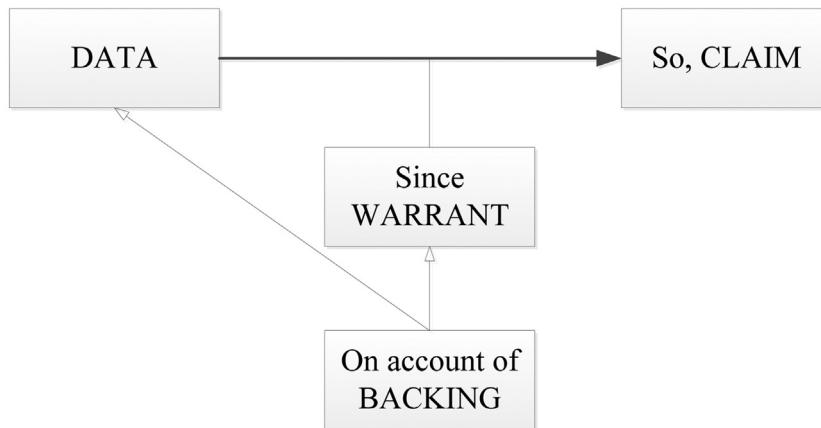 DATA
So, CLAIM
Since
WARRANT
On account of
BACKING